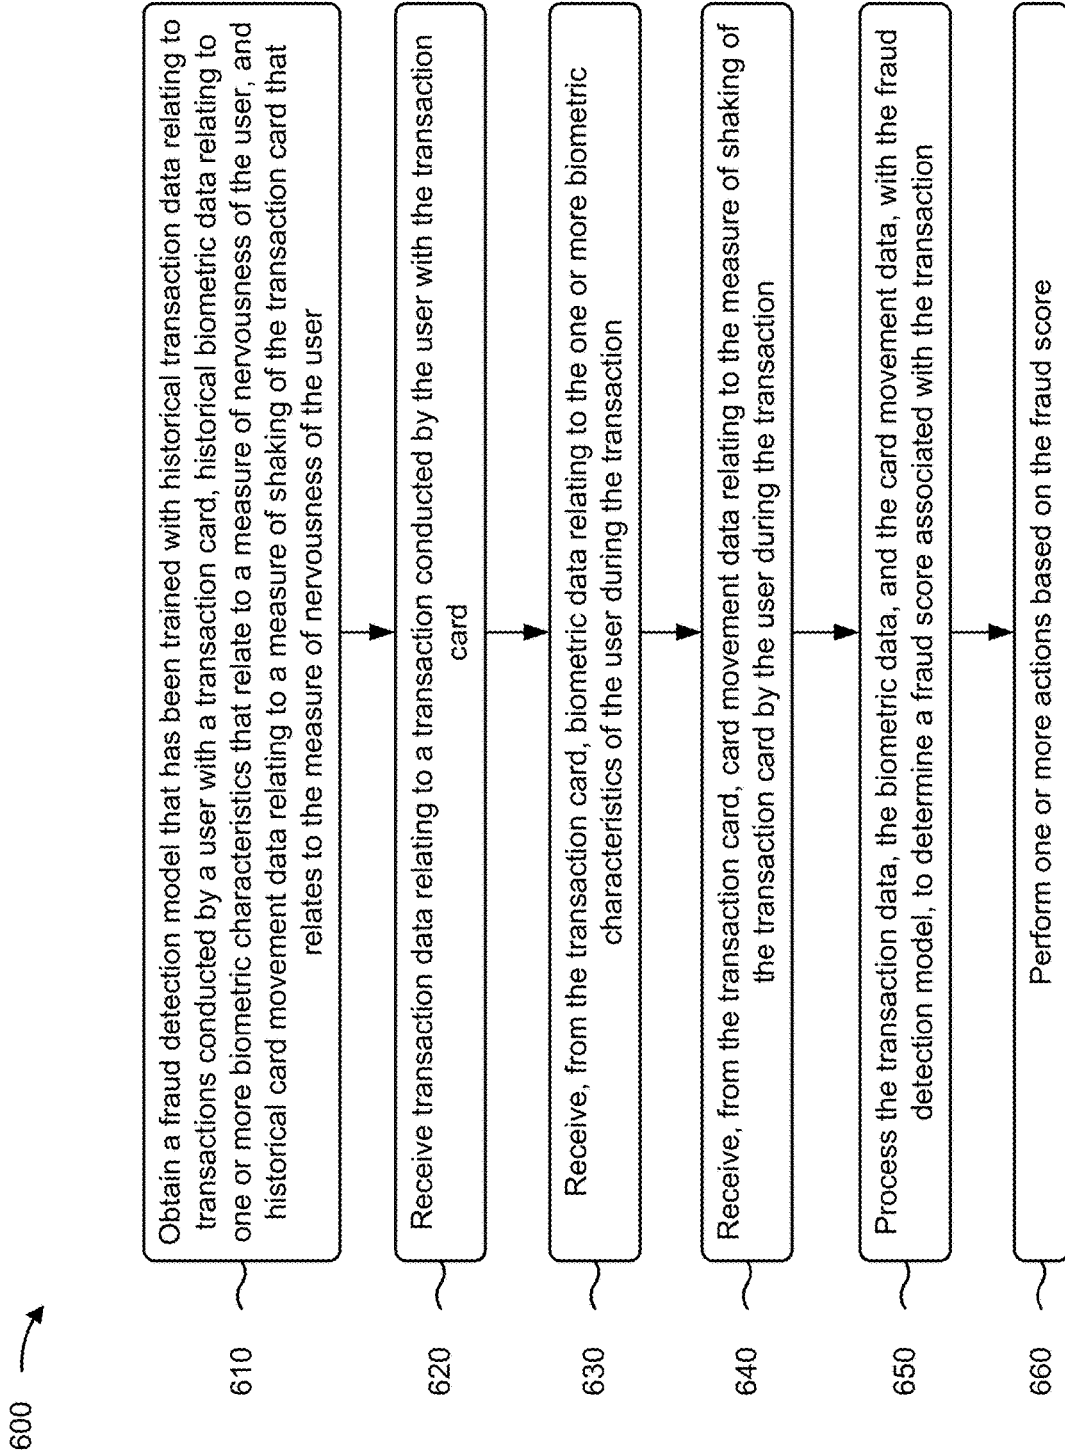 600
610
Obtain a fraud detection model that has been trained with historical transaction data relating to
transactions conducted by a user with a transaction card, historical biometric data relating to
one or more biometric characteristics that relate to a measure of nervousness of the user, and
historical card movement data relating to a measure of shaking of the transaction card that
relates to the measure of nervousness of the user
620
Receive transaction data relating to a transaction conducted by the user with the transaction
card
630
Receive, from the transaction card, biometric data relating to the one or more biometric
characteristics of the user during the transaction
640
Receive, from the transaction card, card movement data relating to the measure of shaking of
the transaction card by the user during the transaction
650
Process the transaction data, the biometric data, and the card movement data, with the fraud
detection model, to determine a fraud score associated with the transaction
660
Perform one or more actions based on the fraud score